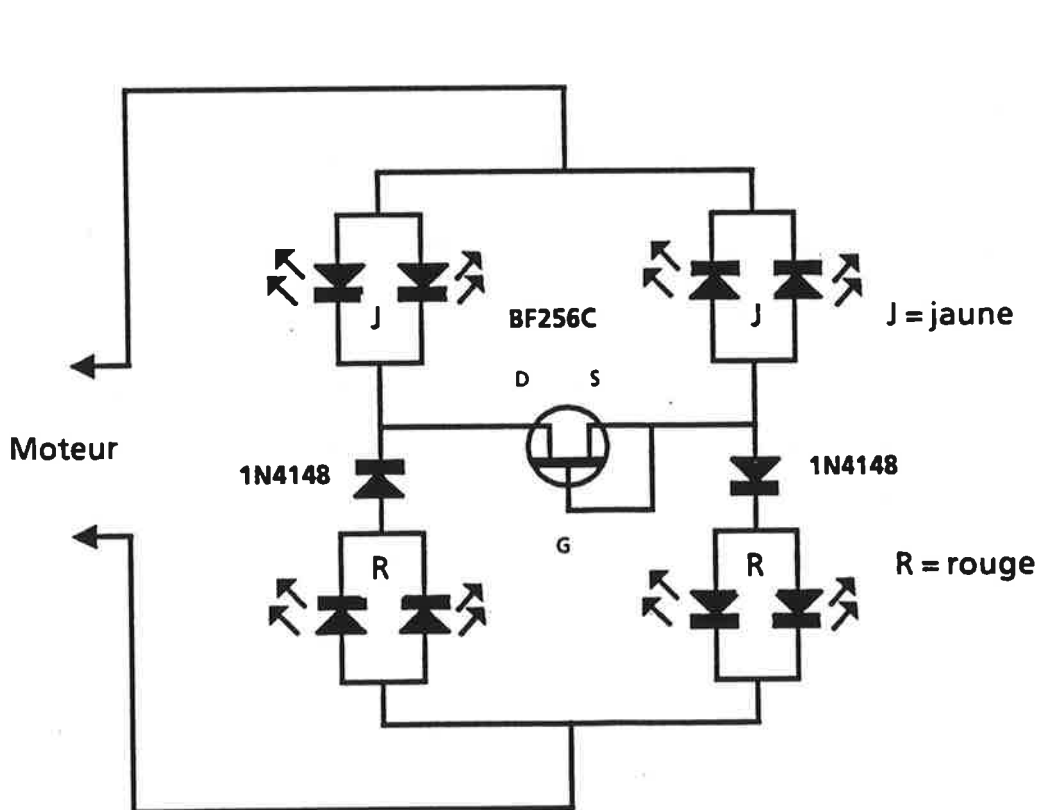 J
J
BF256C
J = jaune
D S
Moteur
1N4148
1N4148
G
R
R
R = rouge